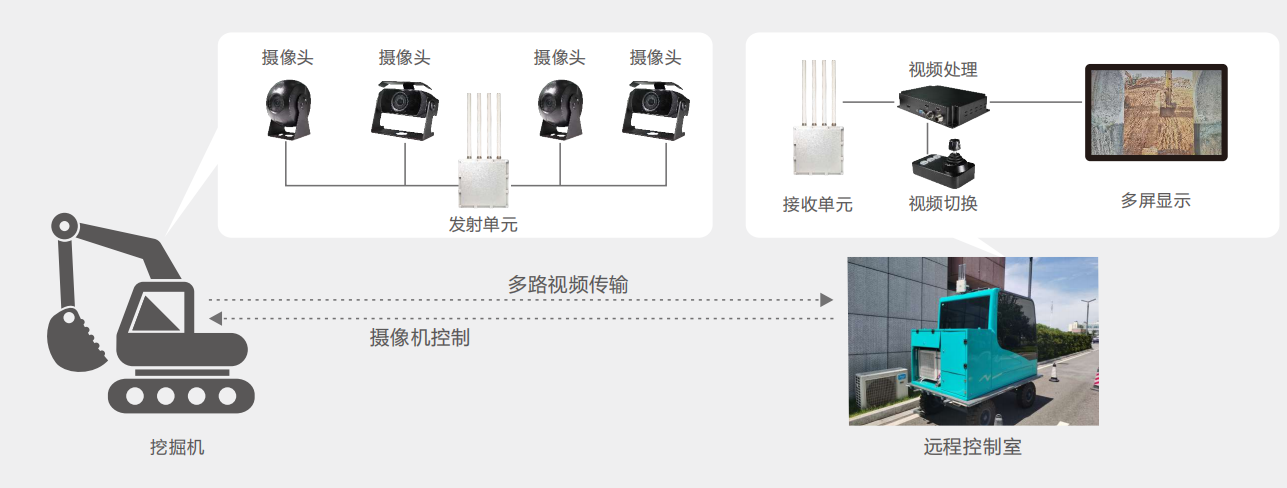 摄像头
摄像头
摄像头
摄像头
发射单元
视频处理
接收单元
视频切换
多屏显示
多路视频传输
摄像机控制
挖掘机
远程控制室